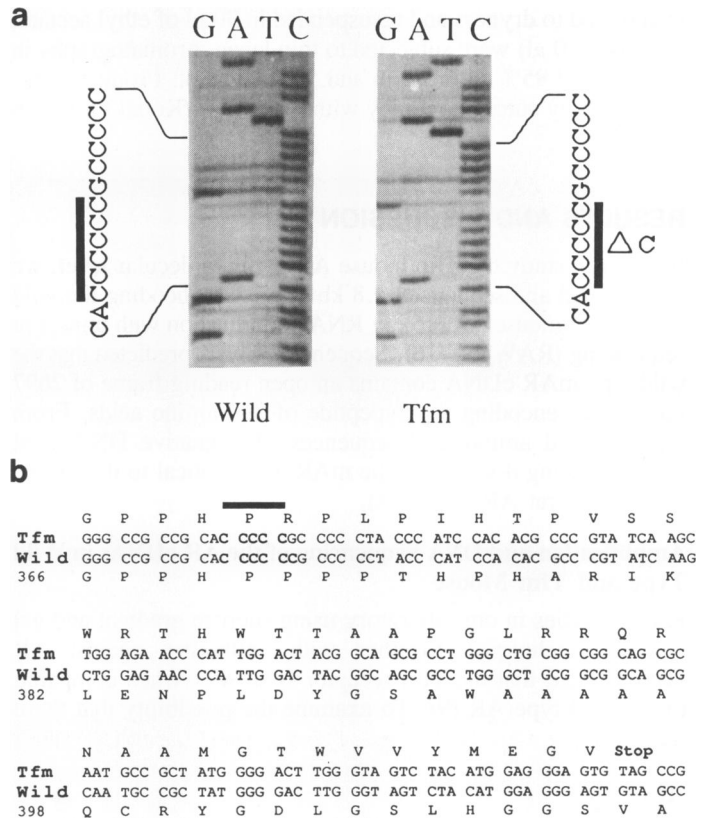 a
G A T C
G A T C
CACCCCCCGCCCCC
CACCCCCGCCCCC
△ C
Wild
Tfm
b
G P P H P R P L P I H T P V S S
Tfm GGG CCG CCG CAC CCC CGC CCC CTA CCC ATC CAC ACG CCC GTA TCA AGC
Wild GGG CCG CCG CAC CCC CCG CCC CCT ACC CAT CCA CAC GCC CGT ATC AAG
366 G P P H P P P P T H P H A R I K
W R T H W T T A A P G L R R Q R
Tfm TGG AGA ACC CAT TGG ACT ACG GCA GCG CCT GGG CTG CGG CGG CAG CGC
Wild CTG GAG AAC CCA TTG GAC TAC GGC AGC GCC TGG GCT GCG GCG GCA GCG
382 L E N P L D Y G S A W A A A A A
N A A M G T W V V Y M E G V Stop
Tfm AAT GCC GCT ATG GGG ACT TGG GTA GTC TAC ATG GAG GGA GTG TAG CCG
Wild CAA TGC CGC TAT GGG GAC TTG GGT AGT CTA CAT GGA GGG AGT GTA GCC
398 Q C R Y G D L G S L H G G S V A